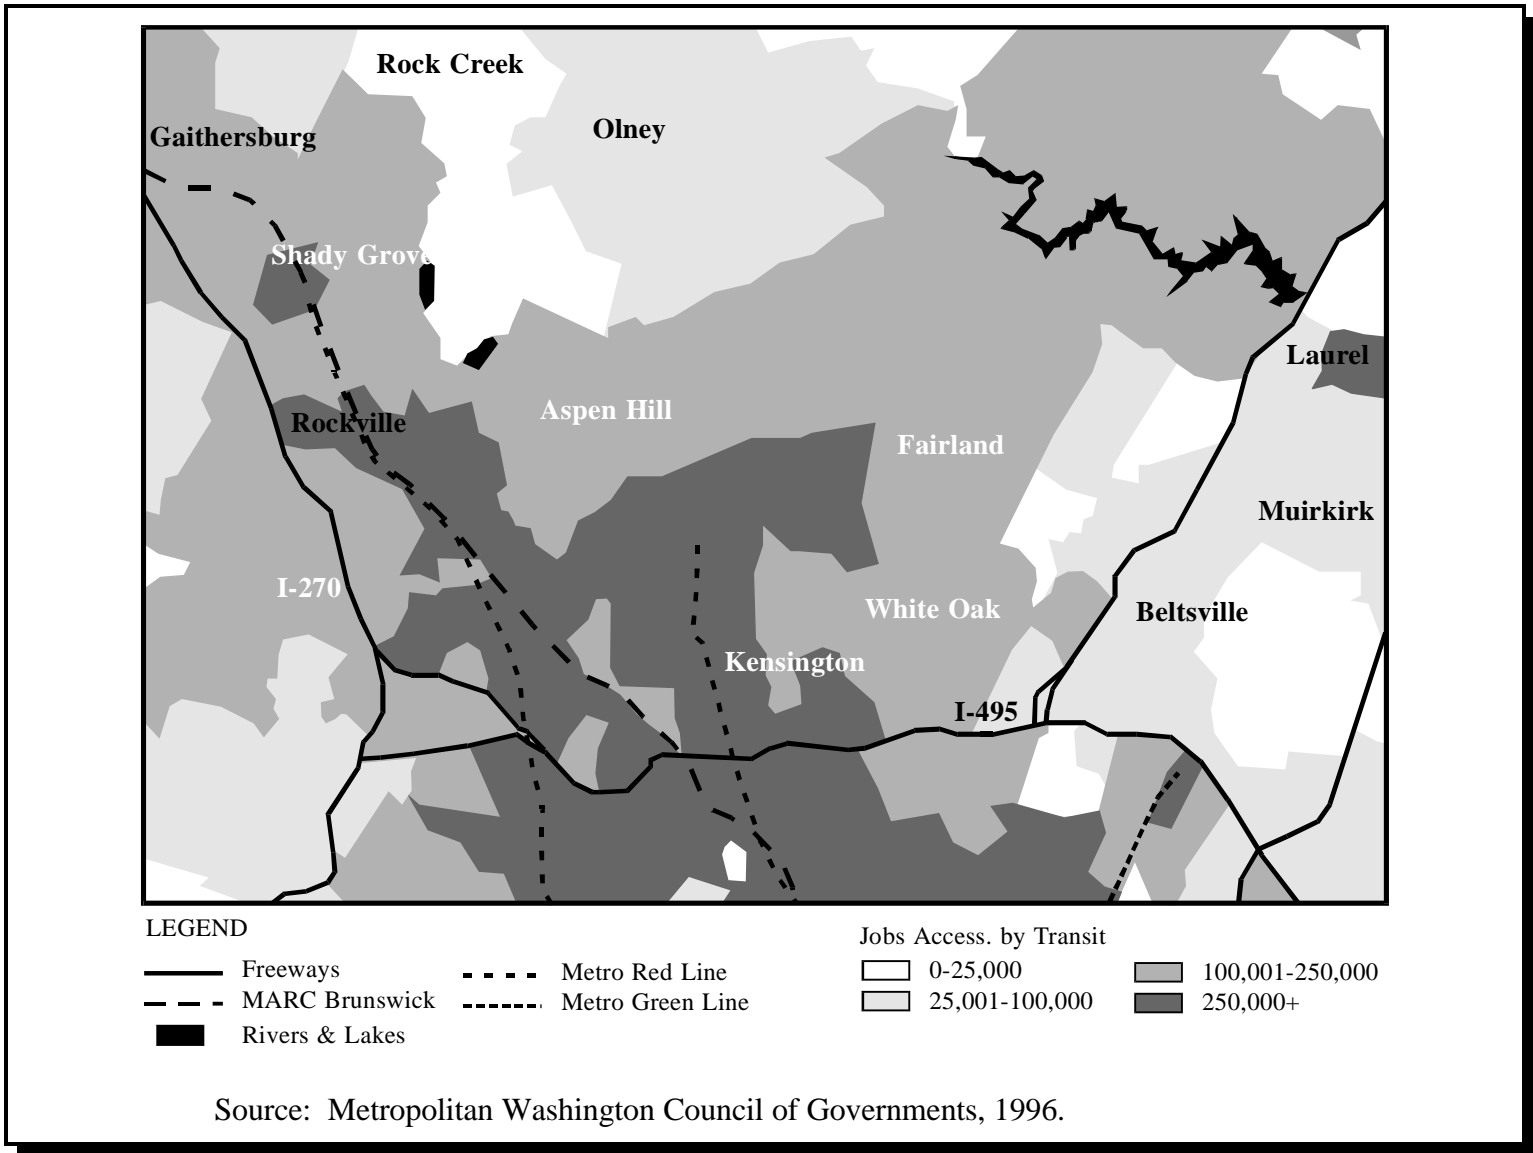 Rock Creek
Olney
Gaithersburg
Shady Grove
Laurel
Aspen Hill
Rockville
Fairland
Muirkirk
I-270
White Oak
Beltsville
Kensington
I-495
LEGEND
Freeways
MARC Brunswick
Rivers & Lakes
Metro Red Line
Metro Green Line
Jobs Access. by Transit
0-25,000
25,001-100,000
100,001-250,000
250,000+
Source: Metropolitan Washington Council of Governments, 1996.